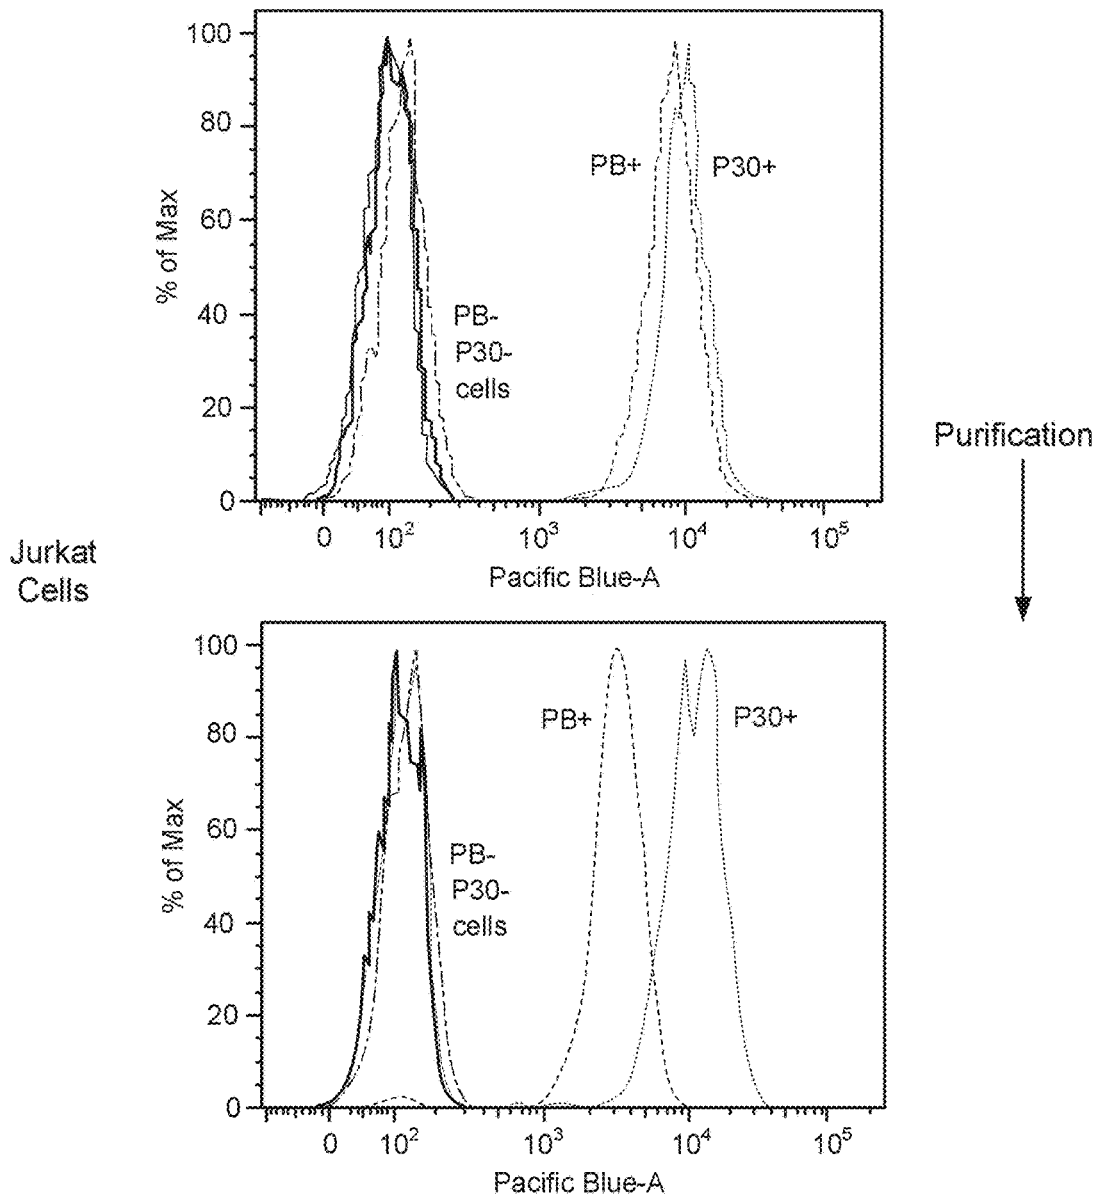 100
80
60
40
20
0
% of Max
PB+
P30+
PB-
P30-
cells
0
10²
10³
10⁴
10⁵
Pacific Blue-A
Purification
Jurkat
Cells
100
80
60
40
20
0
% of Max
PB+
P30+
PB-
P30-
cells
0
10²
10³
10⁴
10⁵
Pacific Blue-A